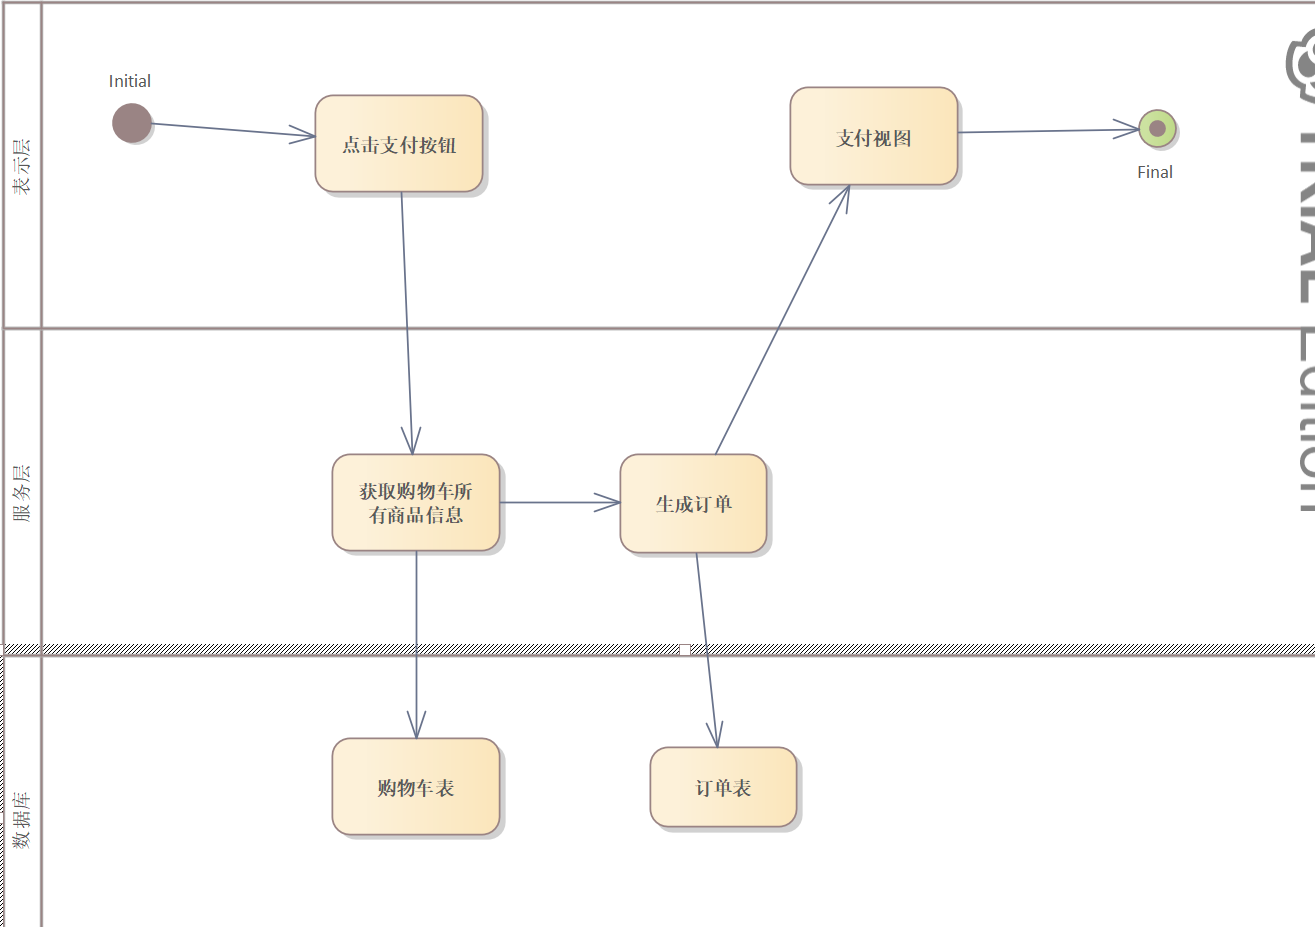 Initial
点击支付按钮
支付视图
Final
表示层
获取购物车所
有商品信息
生成订单
服务层
购物车表
订单表
数据库
TRIAL Edition